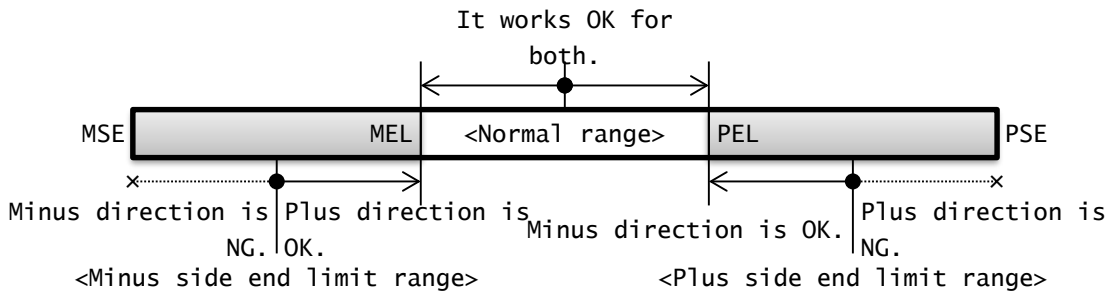 It works OK for
both.
MSE
MEL
<Normal range>
PEL
PSE
Minus direction is
NG.
Plus direction is
OK.
Minus direction is OK.
Plus direction is
NG.
<Minus side end limit range>
<Plus side end limit range>